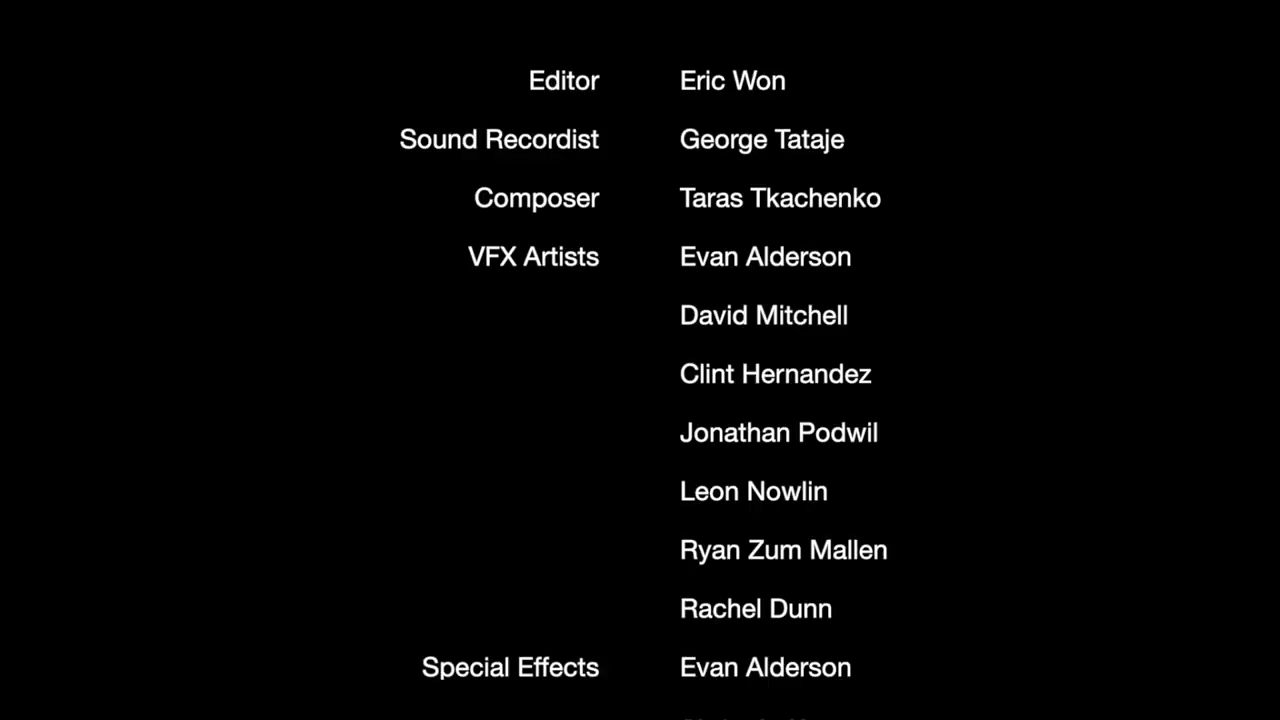 Editor Eric Won
Sound Recordist George Tataje
Composer Taras Tkachenko
VFX Artists Evan Alderson
David Mitchell
Clint Hernandez
Jonathan Podwil
Leon Nowlin
Ryan Zum Mallen
Rachel Dunn
Special Effects Evan Alderson